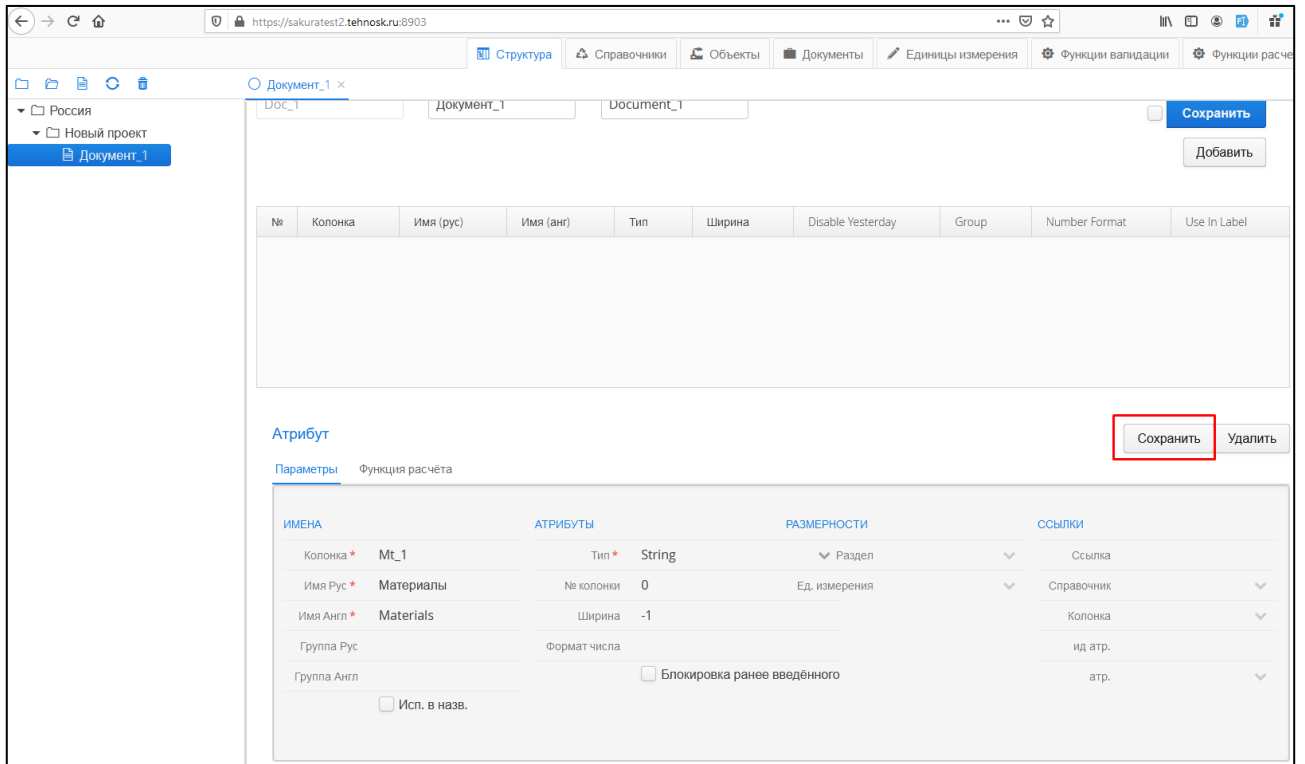 https://sakuratest2.tehnosk.ru:8903
Структура Справочники Объекты Документы Единицы измерения Функции валидации Функции расче
Документ_1 ×
Россия
Новый проект
Документ_1
Doc_1 Документ_1 Document_1
Сохранить
Добавить
№ Колонка Имя (рус) Имя (анг) Тип Ширина Disable Yesterday Group Number Format Use In Label
Атрибут
Сохранить Удалить
Параметры Функция расчёта
ИМЕНА АТРИБУТЫ РАЗМЕРНОСТИ ССЫЛКИ
Колонка * Mt_1 Тип * String Раздел Ссылка
Имя Рус * Материалы № колонки 0 Ед. измерения Справочник
Имя Англ * Materials Ширина -1 Колонка
Группа Рус Формат числа ид атр.
Группа Англ Блокировка ранее введённого атр.
Исп. в назв.